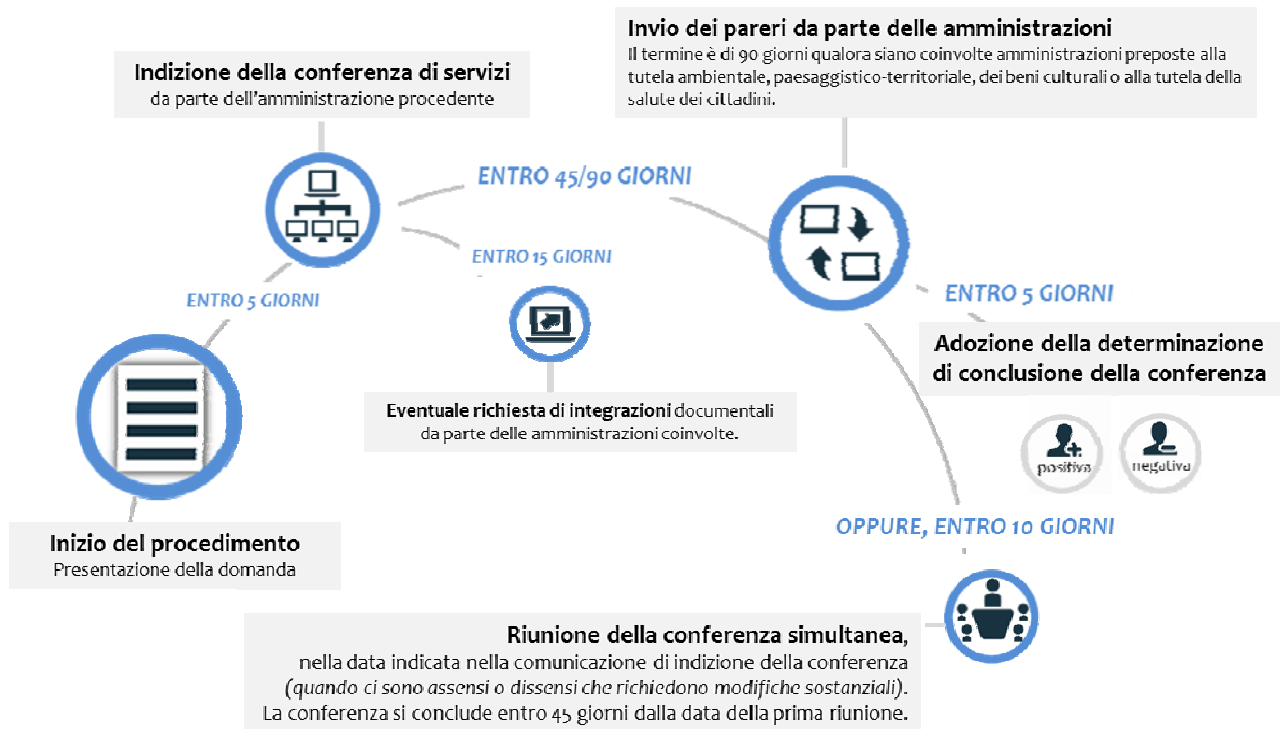 Invio dei pareri da parte delle amministrazioni
Il termine è di 90 giorni qualora siano coinvolte amministrazioni preposte alla
tutela ambientale, paesaggistico-territoriale, dei beni culturali o alla tutela della
salute dei cittadini.
Indizione della conferenza di servizi
da parte dell'amministrazione procedente
ENTRO 45/90 GIORNI
ENTRO 15 GIORNI
ENTRO 5 GIORNI
ENTRO 5 GIORNI
Adozione della determinazione
di conclusione della conferenza
positiva
negativa
Eventuale richiesta di integrazioni documentali
da parte delle amministrazioni coinvolte.
OPPURE, ENTRO 10 GIORNI
Inizio del procedimento
Presentazione della domanda
Riunione della conferenza simultanea,
nella data indicata nella comunicazione di indizione della conferenza
(quando ci sono assensi o dissensi che richiedono modifiche sostanziali).
La conferenza si conclude entro 45 giorni dalla data della prima riunione.